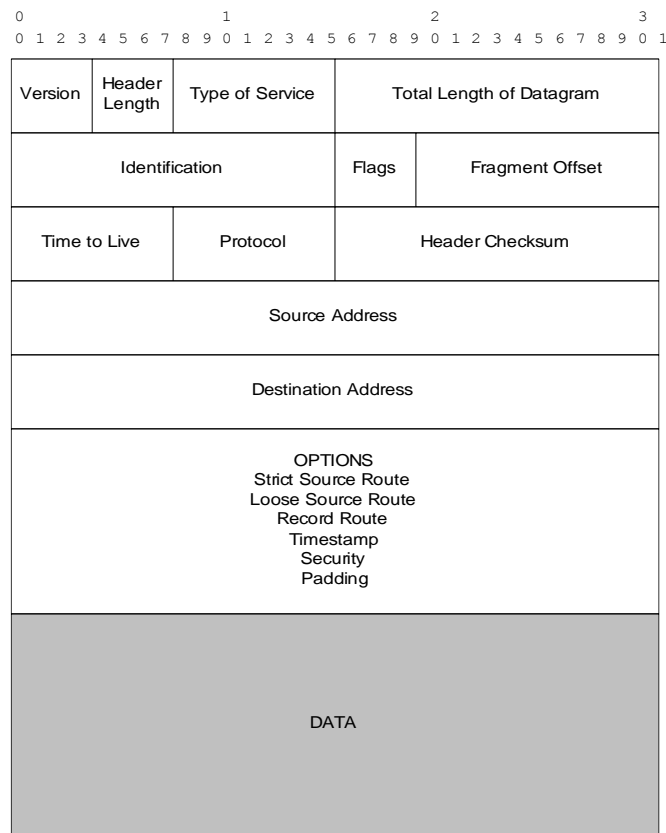 0 1 2 3
0 1 2 3 4 5 6 7 8 9 0 1 2 3 4 5 6 7 8 9 0 1 2 3 4 5 6 7 8 9 0 1
Version Header Length Type of Service Total Length of Datagram
Identification Flags Fragment Offset
Time to Live Protocol Header Checksum
Source Address
Destination Address
OPTIONS
Strict Source Route
Loose Source Route
Record Route
Timestamp
Security
Padding
DATA